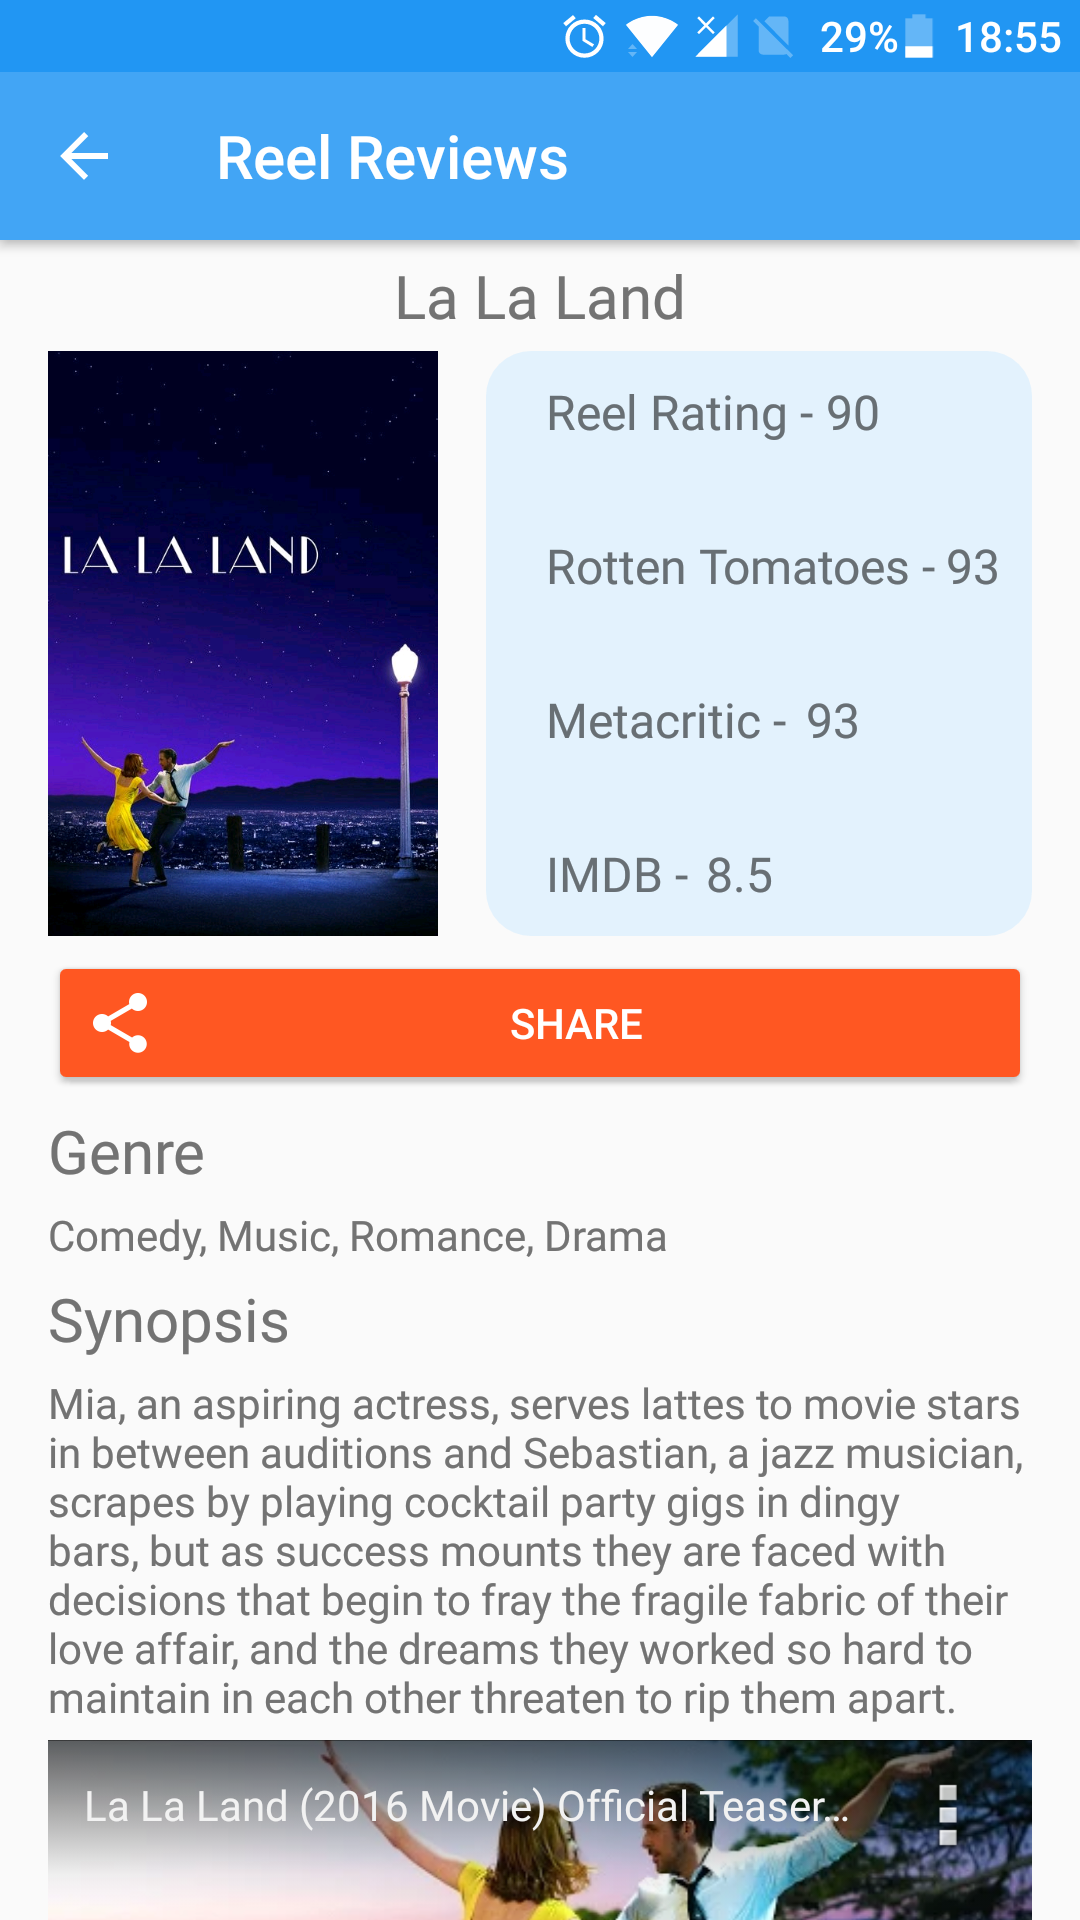 29% 18:55
Reel Reviews
La La Land
LA LA LAND
Reel Rating - 90
Rotten Tomatoes - 93
Metacritic - 93
IMDB - 8.5
SHARE
Genre
Comedy, Music, Romance, Drama
Synopsis
Mia, an aspiring actress, serves lattes to movie stars
in between auditions and Sebastian, a jazz musician,
scrapes by playing cocktail party gigs in dingy
bars, but as success mounts they are faced with
decisions that begin to fray the fragile fabric of their
love affair, and the dreams they worked so hard to
maintain in each other threaten to rip them apart.
La La Land (2016 Movie) Official Teaser...